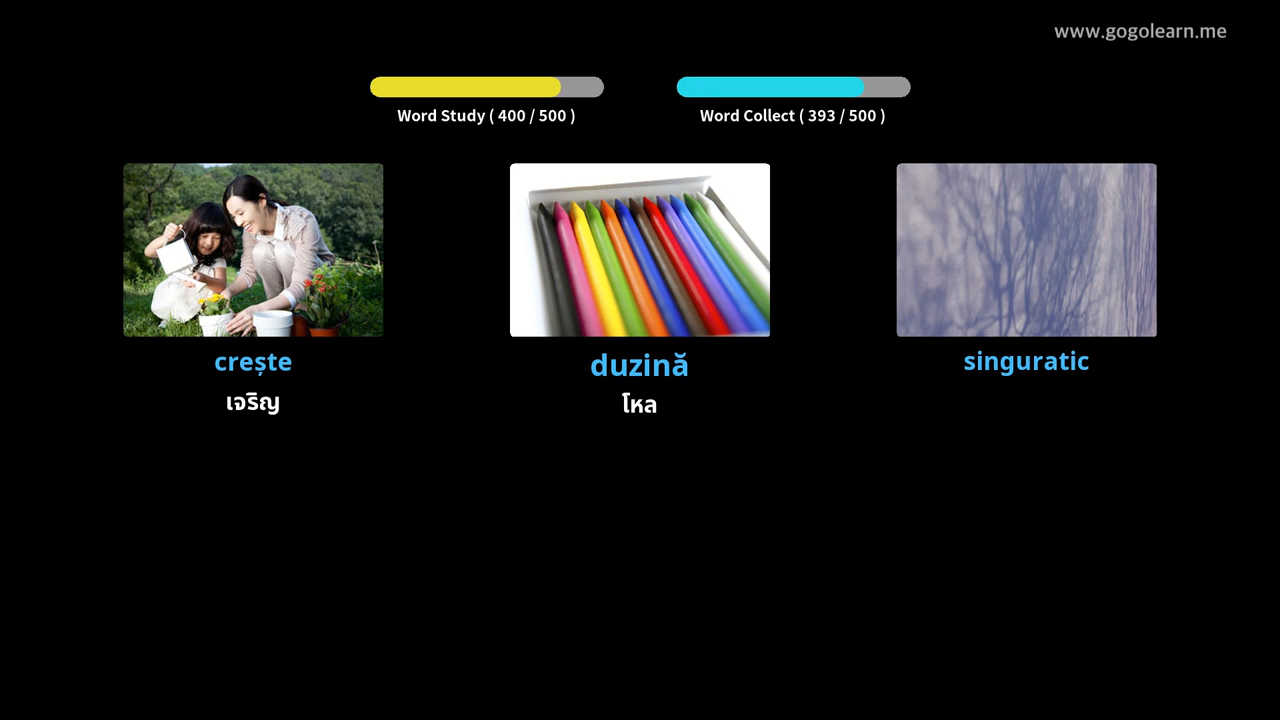 www.gogolearn.me
Word Study ( 400 / 500 )
Word Collect ( 393 / 500 )
crește
เจริญ
duzină
โหล
singuratic